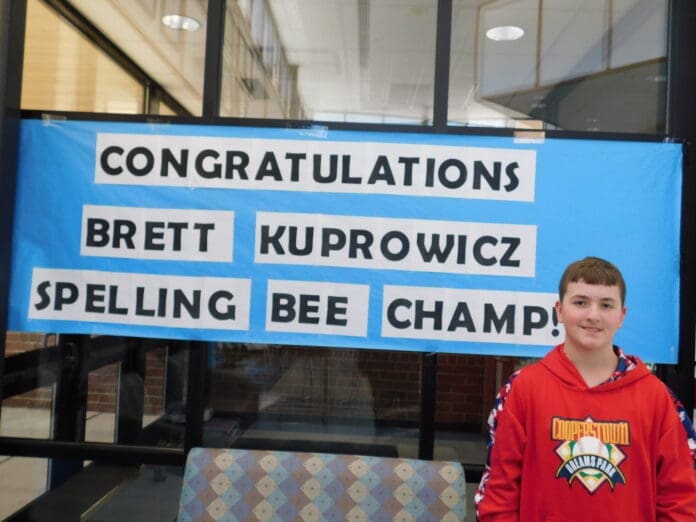 CONGRATULATIONS
BRETT KUPROWICZ
SPELLING BEE CHAMP!
COOPERSTOWN
DREAMS PARK